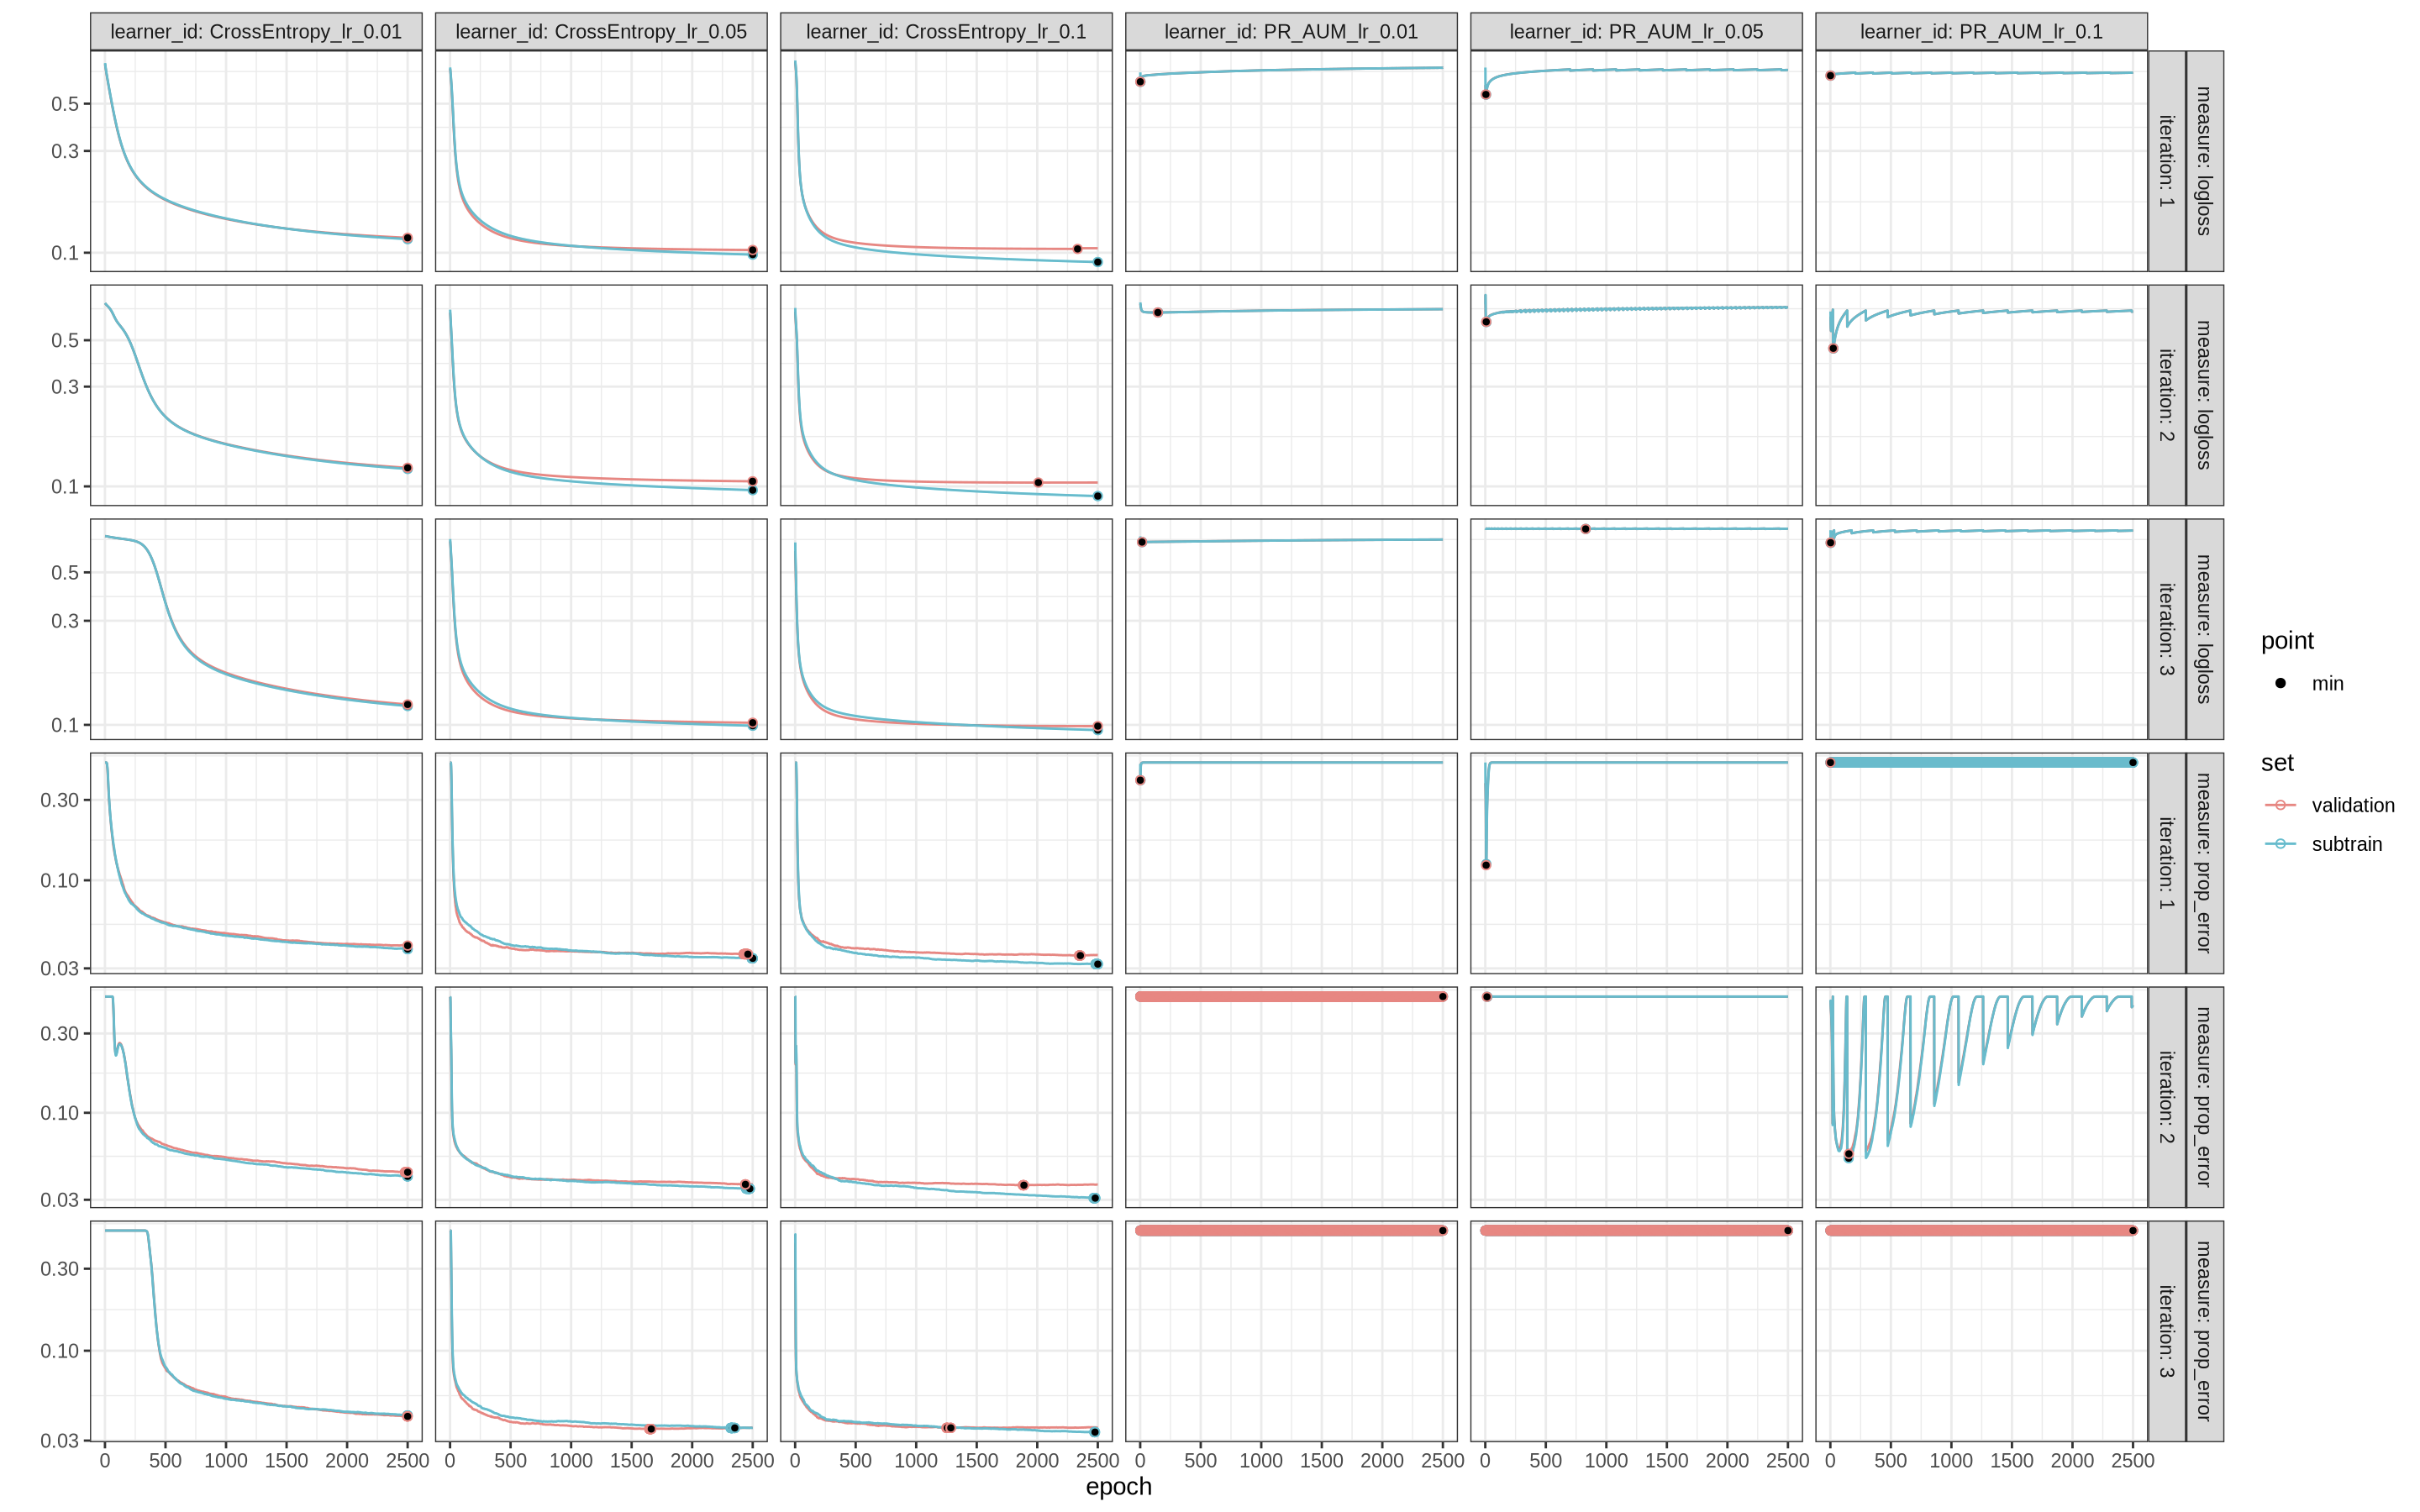 learner_id: CrossEntropy_lr_0.01
learner_id: CrossEntropy_lr_0.05
learner_id: CrossEntropy_lr_0.1
learner_id: PR_AUM_lr_0.01
learner_id: PR_AUM_lr_0.05
learner_id: PR_AUM_lr_0.1
0.5
0.3
0.1
iteration: 1
measure: logloss
0.5
0.3
0.1
iteration: 2
measure: logloss
0.5
0.3
0.1
iteration: 3
measure: logloss
0.30
0.10
0.03
iteration: 1
measure: prop_error
0.30
0.10
0.03
iteration: 2
measure: prop_error
0.30
0.10
0.03
iteration: 3
measure: prop_error
0 500 1000 1500 2000 2500
0 500 1000 1500 2000 2500
0 500 1000 1500 2000 2500
0 500 1000 1500 2000 2500
0 500 1000 1500 2000 2500
0 500 1000 1500 2000 2500
epoch
point
min
set
validation
subtrain